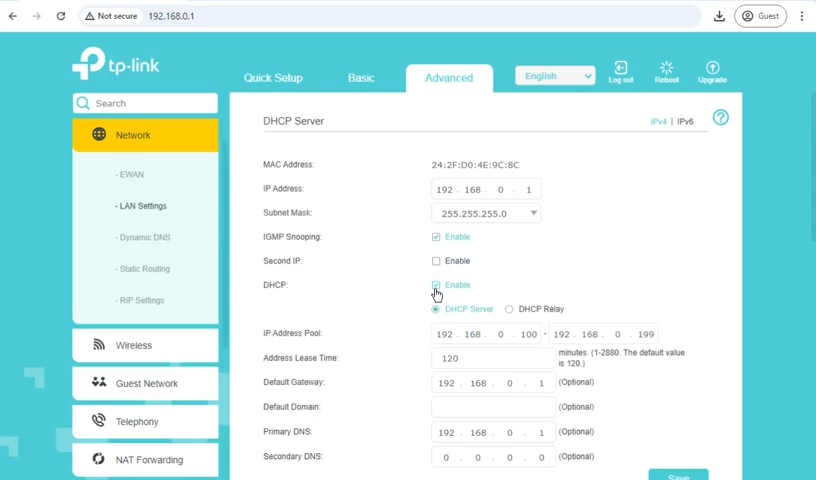 Not secure 192.168.0.1 Guest
tp-link
Quick Setup Basic Advanced English Log out Reboot Upgrade
Search
Network
- EWAN
- LAN Settings
- Dynamic DNS
- Static Routing
- RIP Settings
Wireless
Guest Network
Telephony
NAT Forwarding
DHCP Server IPv4 | IPv6 ?
MAC Address: 24:2F:D0:4E:9C:8C
IP Address: 192 . 168 . 0 . 1
Subnet Mask: 255.255.255.0
IGMP Snooping: Enable
Second IP: Enable
DHCP: Enable
DHCP Server DHCP Relay
IP Address Pool: 192 . 168 . 0 . 100 - 192 . 168 . 0 . 199
Address Lease Time: 120 minutes. (1-2880. The default value
is 120.)
Default Gateway: 192 . 168 . 0 . 1 (Optional)
Default Domain: (Optional)
Primary DNS: 192 . 168 . 0 . 1 (Optional)
Secondary DNS: 0 . 0 . 0 . 0 (Optional)
Save